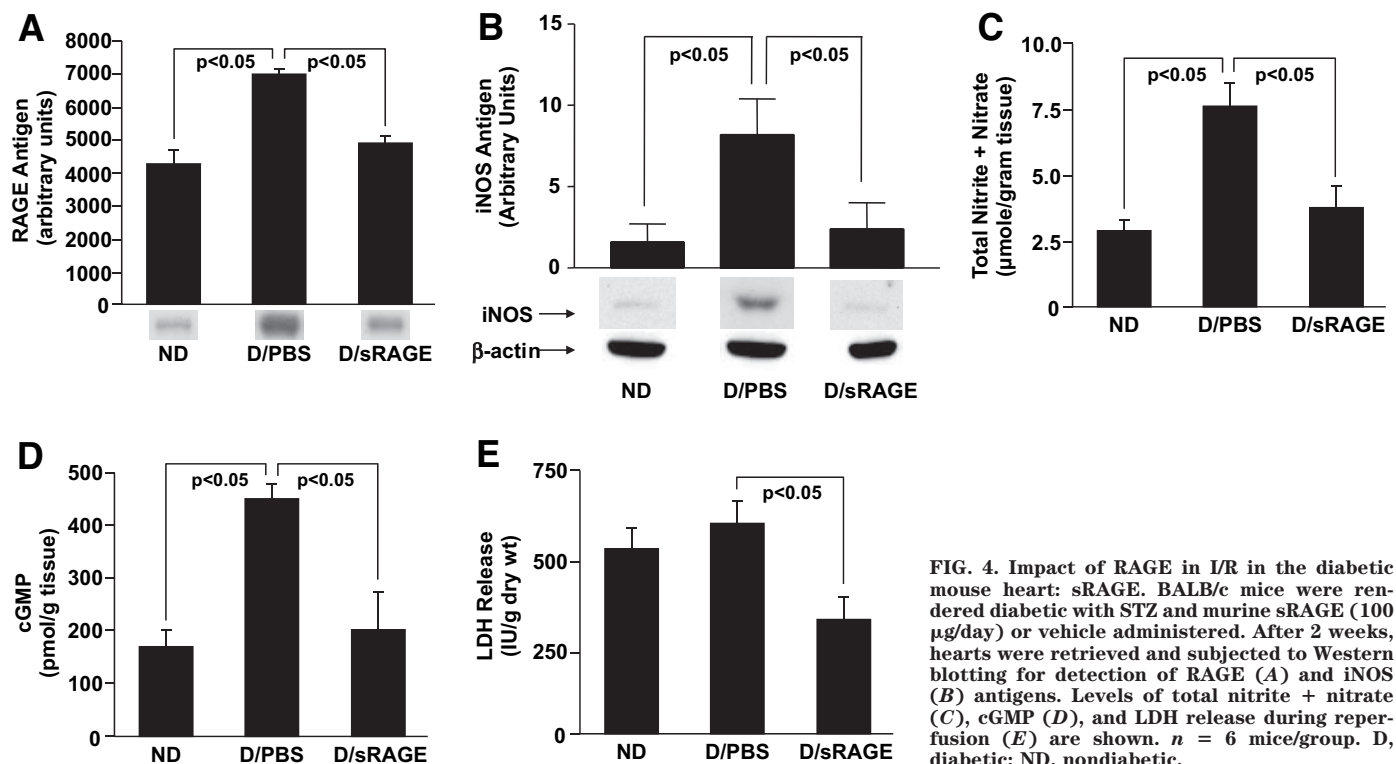 A
8000
7000
6000
5000
4000
3000
2000
1000
0
RAGE Antigen
(arbitrary units)
p<0.05
p<0.05
ND
D/PBS
D/sRAGE
B
15
10
5
0
iNOS Antigen
(Arbitrary Units)
p<0.05
p<0.05
iNOS
β-actin
ND
D/PBS
D/sRAGE
C
10.0
7.5
5.0
2.5
0
Total Nitrite + Nitrate
(μmole/gram tissue)
p<0.05
p<0.05
ND
D/PBS
D/sRAGE
D
500
400
300
200
100
0
cGMP
(pmol/g tissue)
p<0.05
p<0.05
ND
D/PBS
D/sRAGE
E
750
500
250
0
LDH Release
(IU/g dry wt)
p<0.05
ND
D/PBS
D/sRAGE
FIG. 4. Impact of RAGE in I/R in the diabetic
mouse heart: sRAGE. BALB/c mice were ren-
dered diabetic with STZ and murine sRAGE (100
μg/day) or vehicle administered. After 2 weeks,
hearts were retrieved and subjected to Western
blotting for detection of RAGE (A) and iNOS
(B) antigens. Levels of total nitrite + nitrate
(C), cGMP (D), and LDH release during reper-
fusion (E) are shown. n = 6 mice/group. D,
diabetic; ND, nondiabetic.